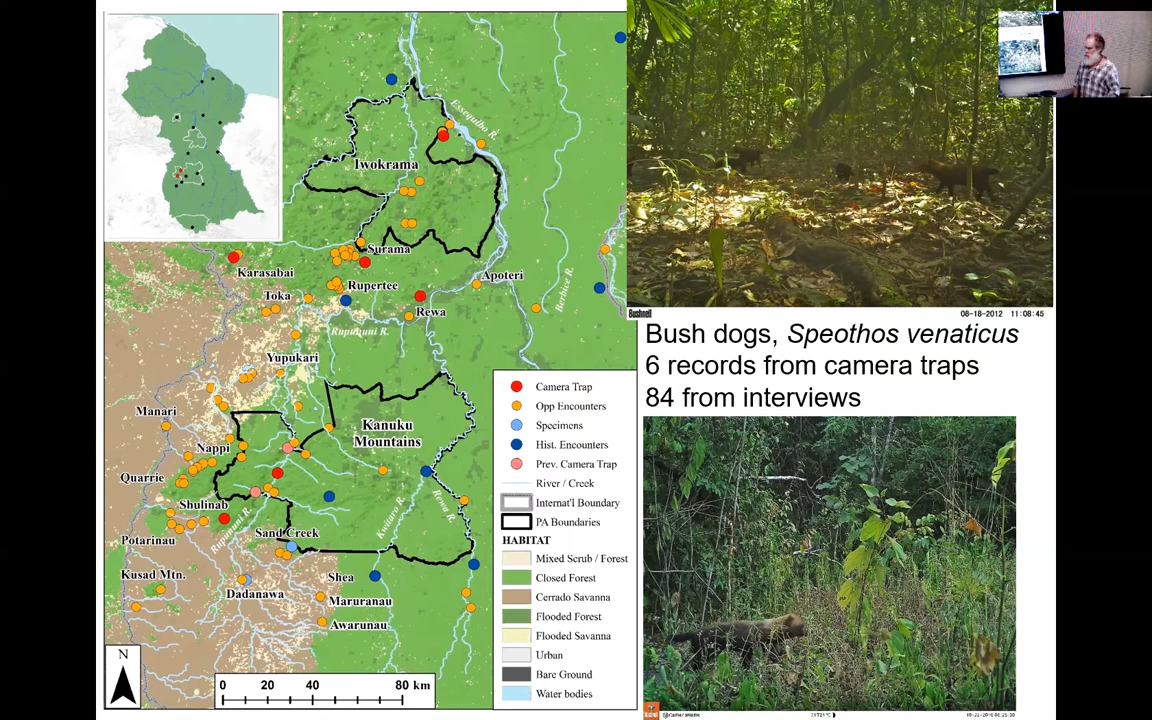 Iwokrama
Essequibo R.
Surama
Karasabai
Apoteri
Toka
Rupertee
Rewa
Berbice R.
Rupununi R.
Yupukari
Manari
Kanuku
Mountains
Nappi
Quarrie
Shulinab
Rupununi R.
Kwitaro R.
Rewa R.
Potarinau
Sand Creek
Kusad Mtn.
Shea
Dadanawa
Maruranau
Awarunau
N
0 20 40 80 km
Camera Trap
Opp Encounters
Specimens
Hist. Encounters
Prev. Camera Trap
River / Creek
Internat'l Boundary
PA Boundaries
HABITAT
Mixed Scrub / Forest
Closed Forest
Cerrado Savanna
Flooded Forest
Flooded Savanna
Urban
Bare Ground
Water bodies
Bushnell 08-18-2012 11:08:45
Bush dogs, Speothos venaticus
6 records from camera traps
84 from interviews